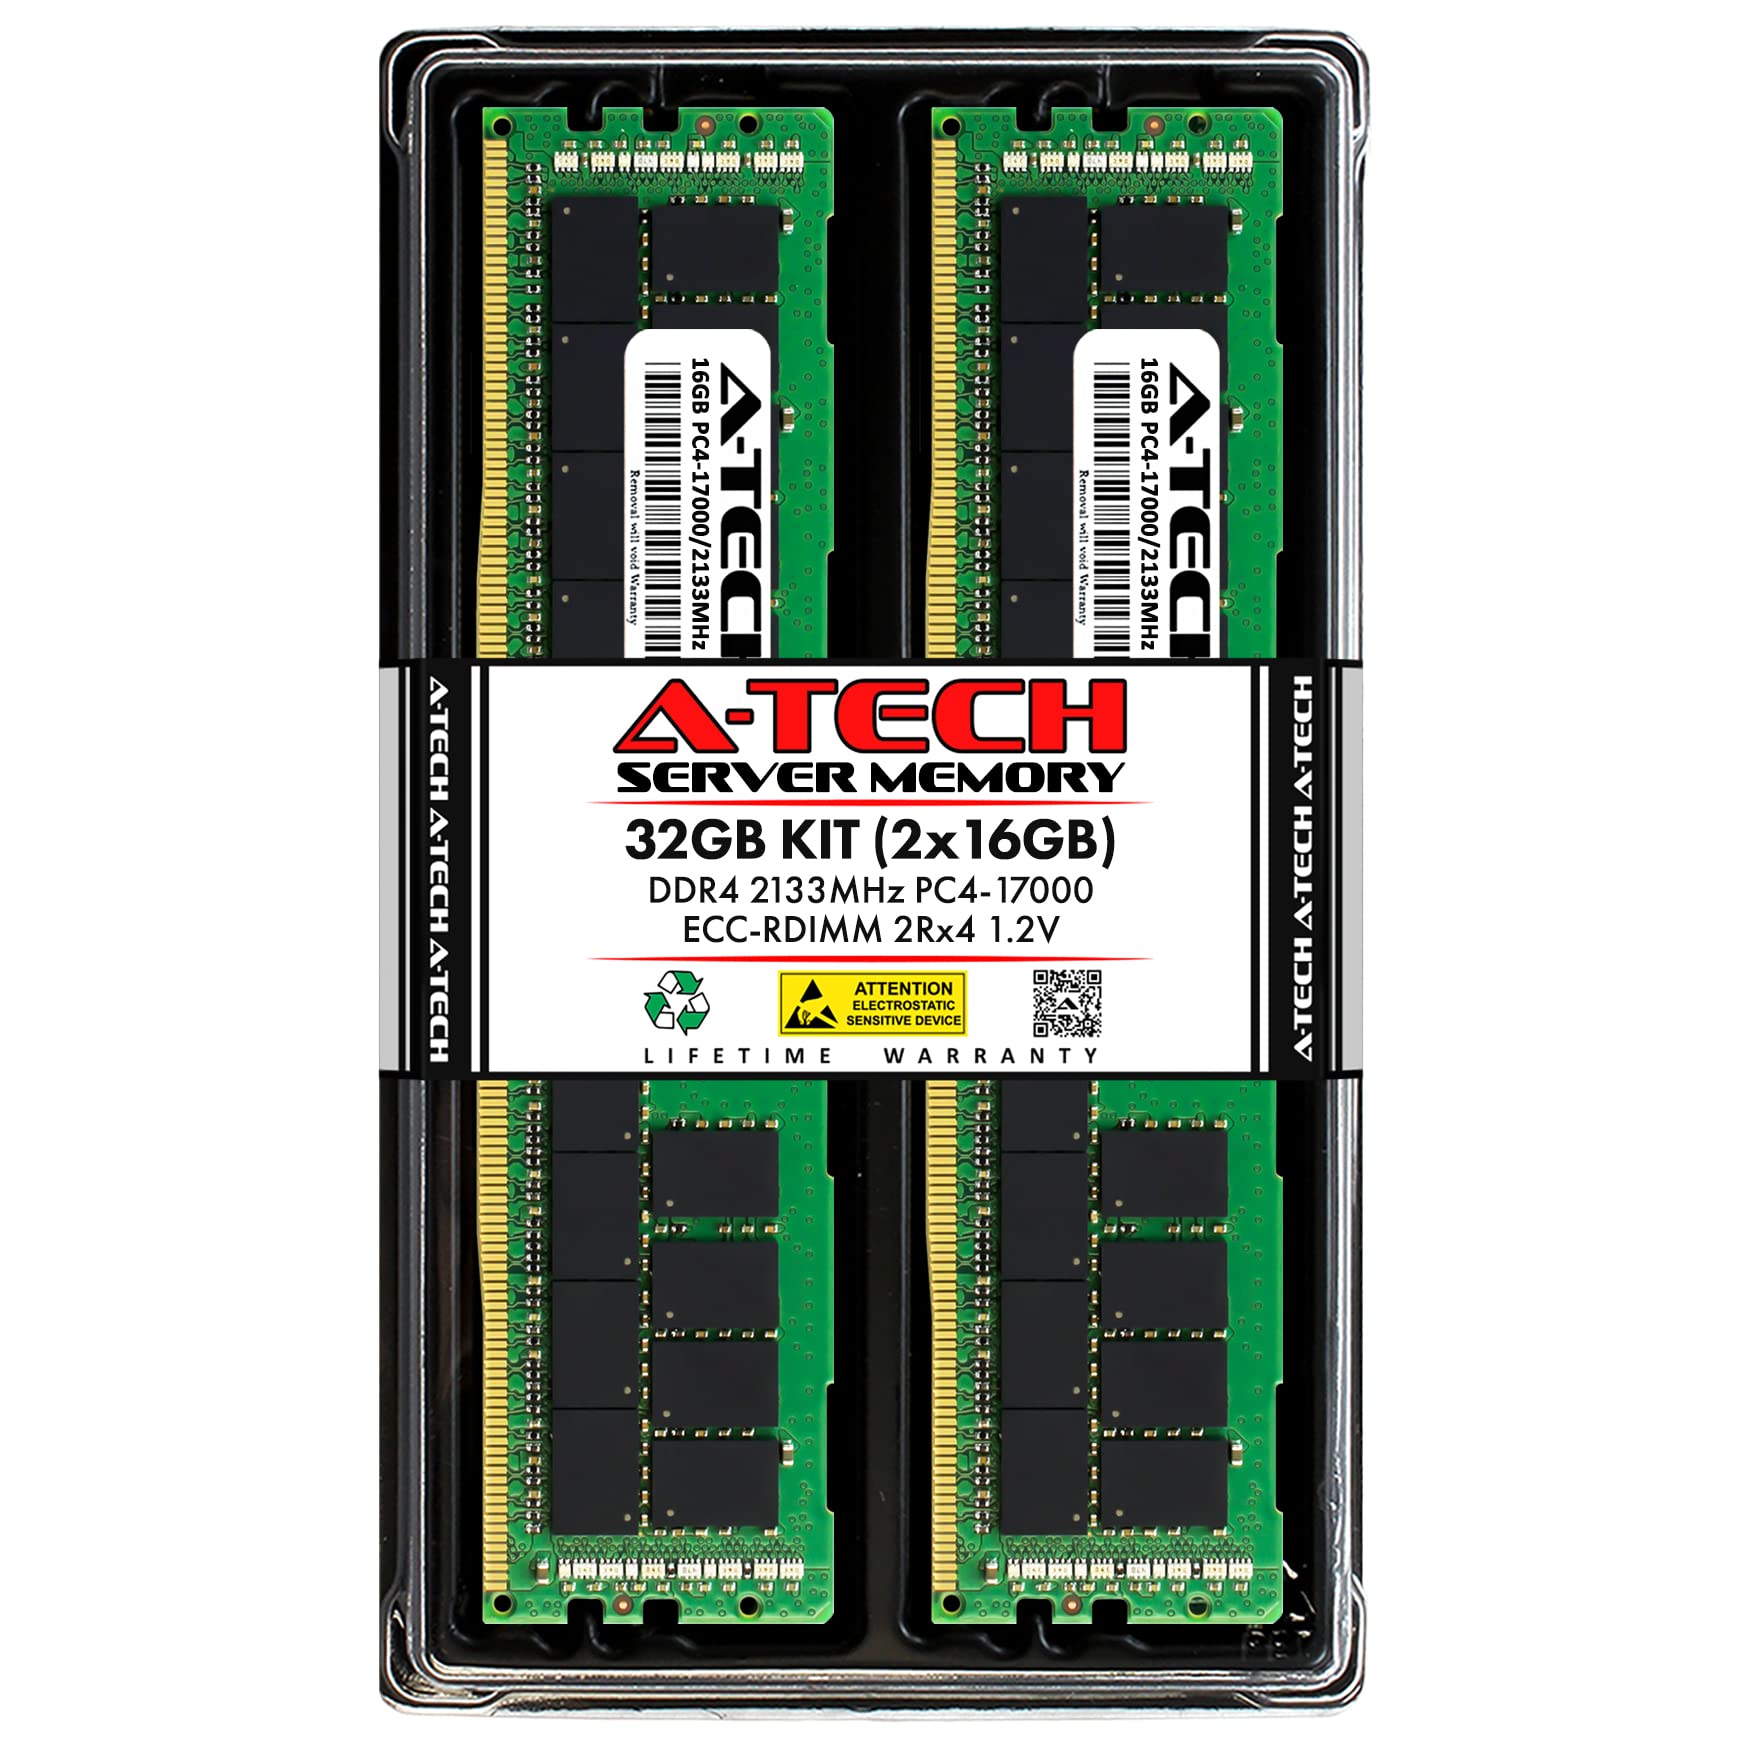 A-TECH
16GB PC4-17000/2133MHz
Removal will void Warranty
A-TECH
16GB PC4-17000/2133MHz
Removal will void Warranty
A-TECH A-TECH A-TECH
A-TECH
SERVER MEMORY
32GB KIT (2x16GB)
DDR4 2133MHz PC4-17000
ECC-RDIMM 2Rx4 1.2V
ATTENTION
ELECTROSTATIC
SENSITIVE DEVICE
LIFETIME WARRANTY
A-TECH A-TECH A-TECH